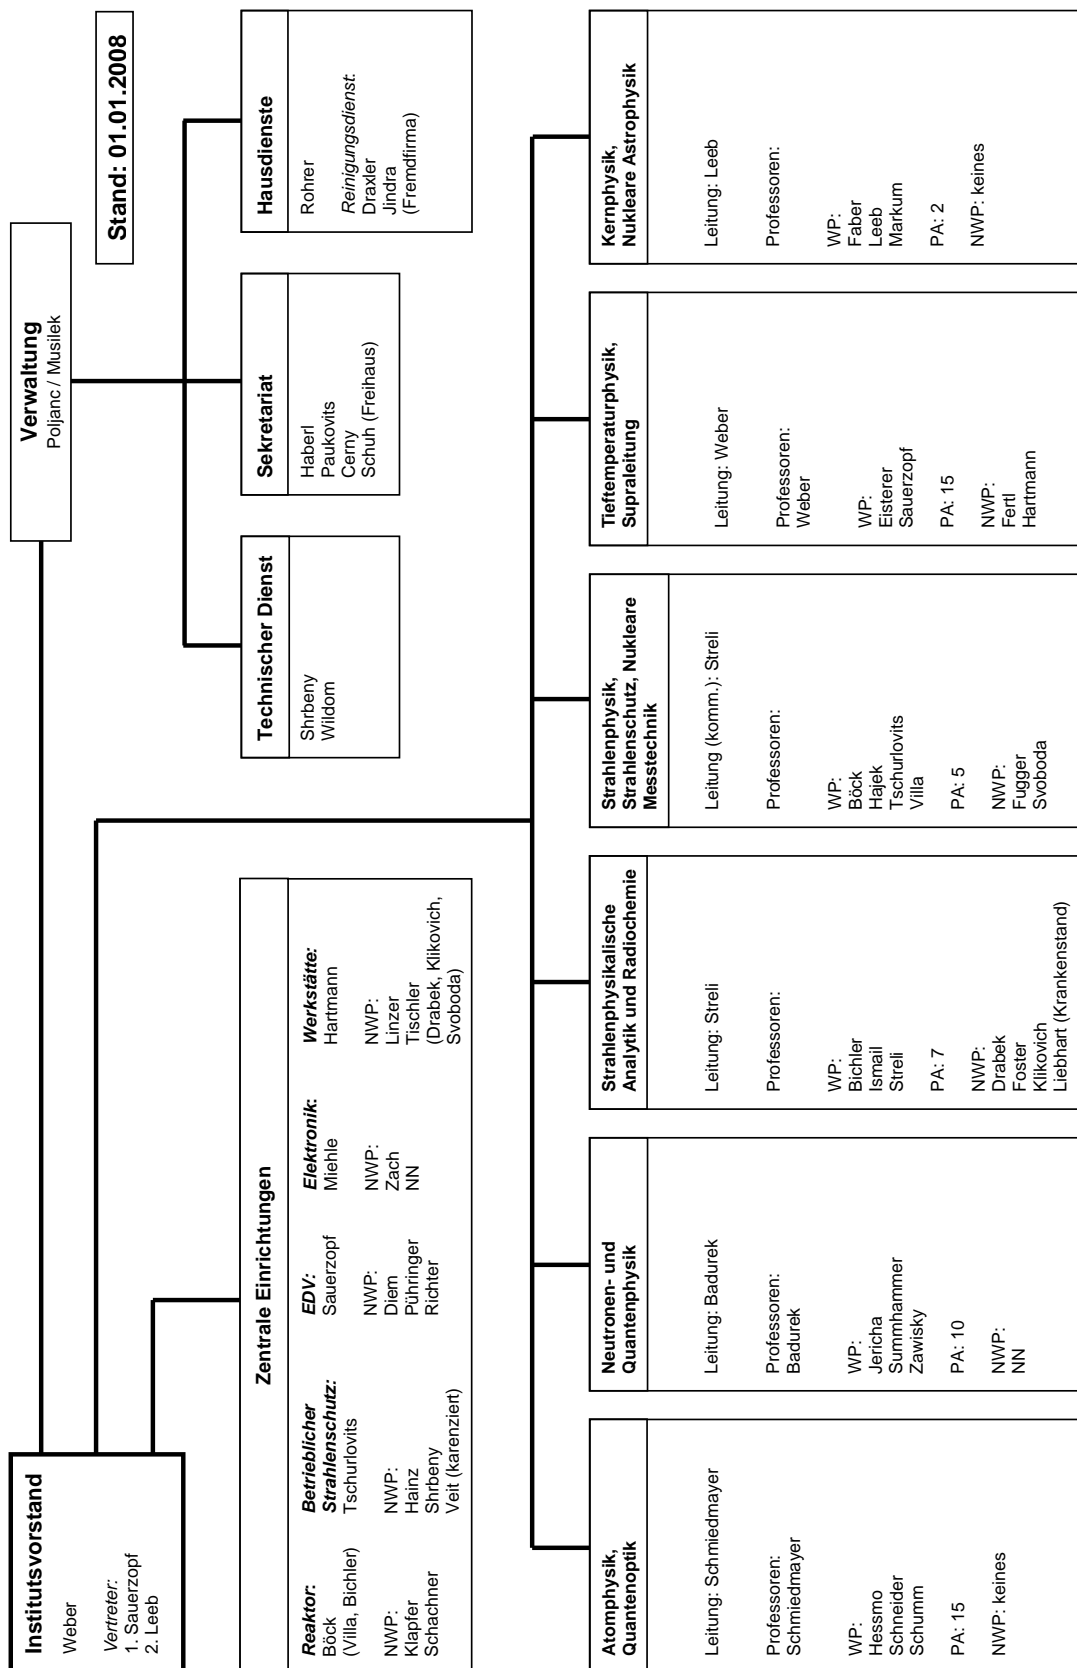 Institutsvorstand
Weber
Vertreter:
1. Sauerzopf
2. Leeb
Verwaltung
Poljanc / Musilek
Stand: 01.01.2008
Zentrale Einrichtungen
Reaktor:
Böck
(Villa, Bichler)
NWP:
Klapfer
Schachner
Betrieblicher
Strahlenschutz:
Tschurlovits
NWP:
Hainz
Shrbeny
Veit (karenziert)
EDV:
Sauerzopf
NWP:
Diem
Pühringer
Richter
Elektronik:
Miehle
NWP:
Zach
NN
Werkstätte:
Hartmann
NWP:
Linzer
Tischler
(Drabek, Klikovich,
Svoboda)
Technischer Dienst
Shrbeny
Wildom
Sekretariat
Haberl
Paukovits
Cerny
Schuh (Freihaus)
Hausdienste
Rohrer
Reinigungsdienst:
Draxler
Jindra
(Fremdfirma)
Atomphysik,
Quantenoptik
Leitung: Schmiedmayer
Professoren:
Schmiedmayer
WP:
Hessmo
Schneider
Schumm
PA: 15
NWP: keines
Neutronen- und
Quantenphysik
Leitung: Badurek
Professoren:
Badurek
WP:
Jericha
Summhammer
Zawisky
PA: 10
NWP:
NN
Strahlenphysikalische
Analytik und Radiochemie
Leitung: Streli
Professoren:
WP:
Bichler
Ismail
Streli
PA: 7
NWP:
Drabek
Foster
Klikovich
Liebhart (Krankenstand)
Strahlenphysik,
Strahlenschutz, Nukleare
Messtechnik
Leitung (komm.): Streli
Professoren:
WP:
Böck
Hajek
Tschurlovits
Villa
PA: 5
NWP:
Fugger
Svoboda
Tieftemperaturphysik,
Supraleitung
Leitung: Weber
Professoren:
Weber
WP:
Eisterer
Sauerzopf
PA: 15
NWP:
Fertl
Hartmann
Kernphysik,
Nukleare Astrophysik
Leitung: Leeb
Professoren:
WP:
Faber
Leeb
Markum
PA: 2
NWP: keines